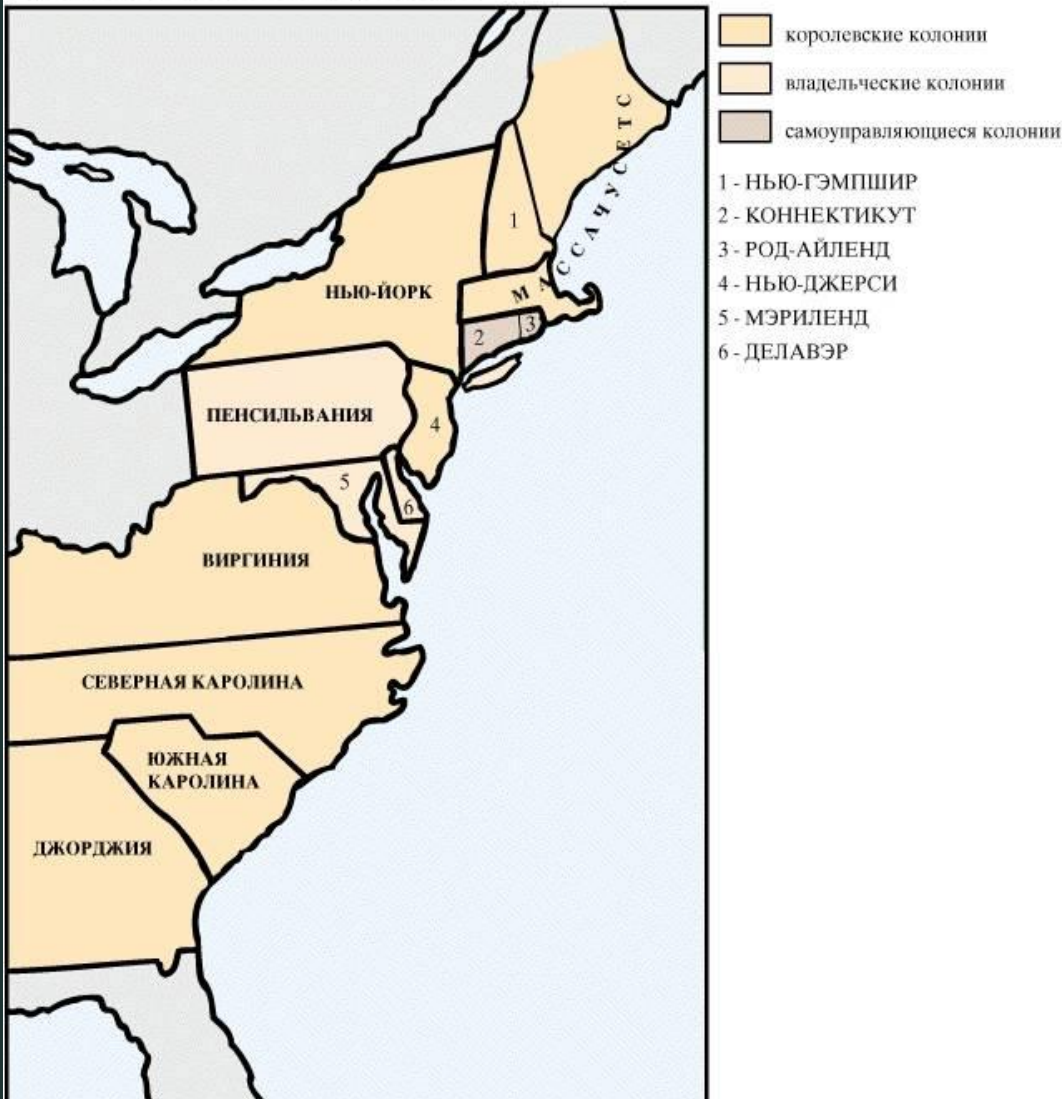 королевские колонии
владельческие колонии
самоуправляющиеся колонии
1 - НЬЮ-ГЭМПШИР
2 - КОННЕКТИКУТ
3 - РОД-АЙЛЕНД
4 - НЬЮ-ДЖЕРСИ
5 - МЭРИЛЕНД
6 - ДЕЛАВЭР
МАССАЧУСЕТС
1
НЬЮ-ЙОРК
2
3
ПЕНСИЛЬВАНИЯ
4
5
6
ВИРГИНИЯ
СЕВЕРНАЯ КАРОЛИНА
ЮЖНАЯ
КАРОЛИНА
ДЖОРДЖИЯ